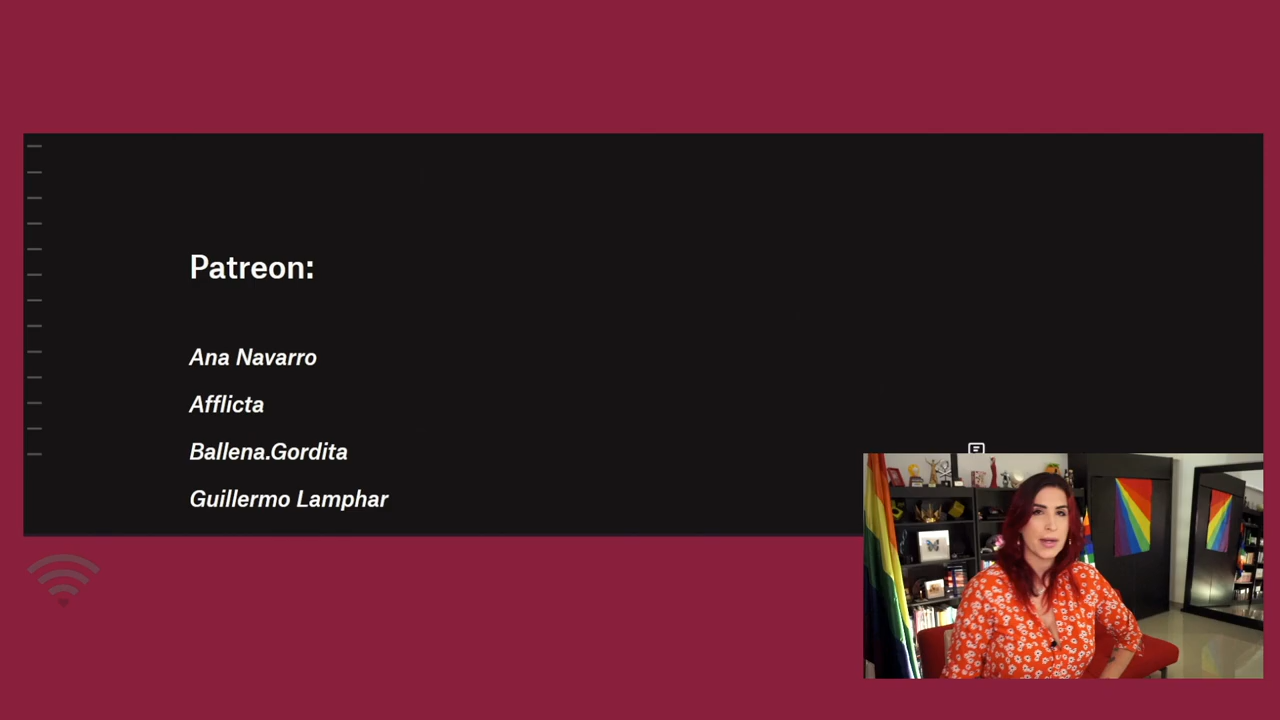 Patreon:
Ana Navarro
Afflicta
Ballena.Gordita
Guillermo Lamphar